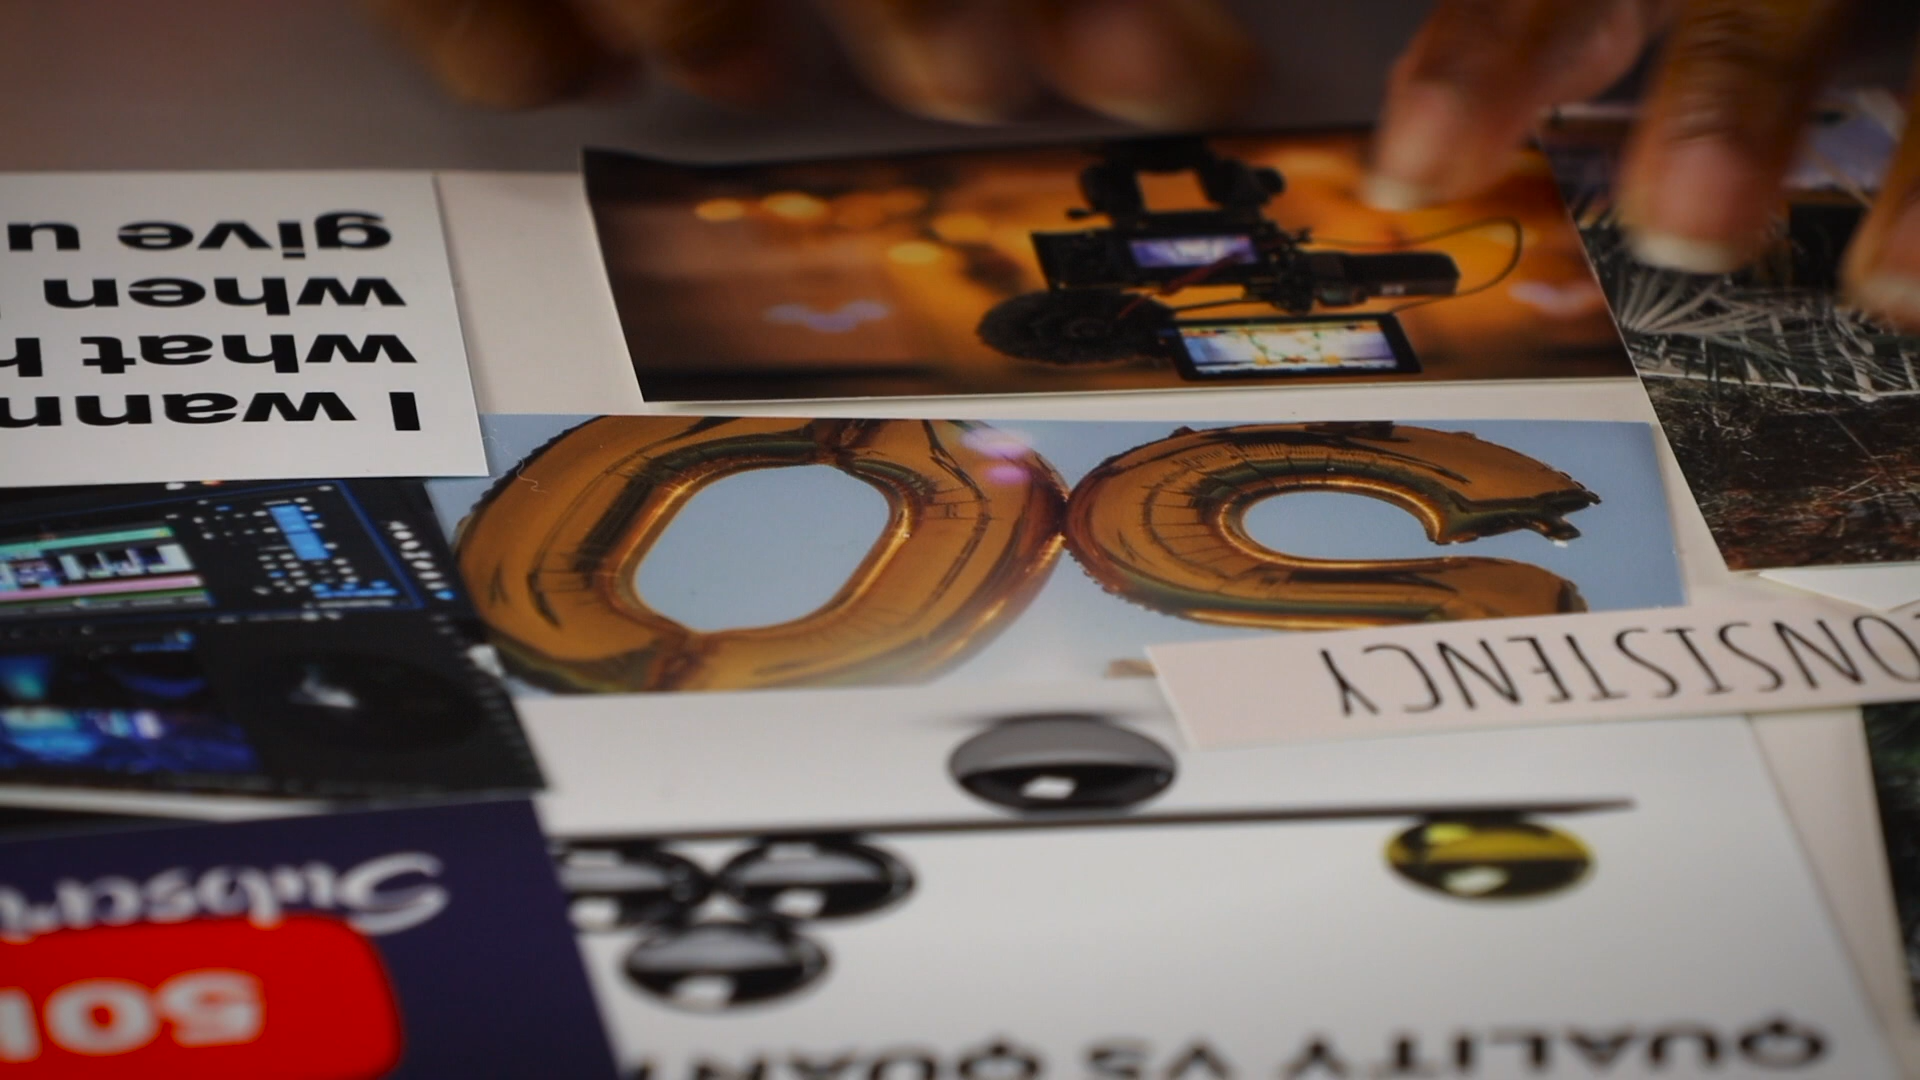 QUALITY VS QUANT
Subscri
50
ONSISTENCY
50
I wann
what h
when
give u